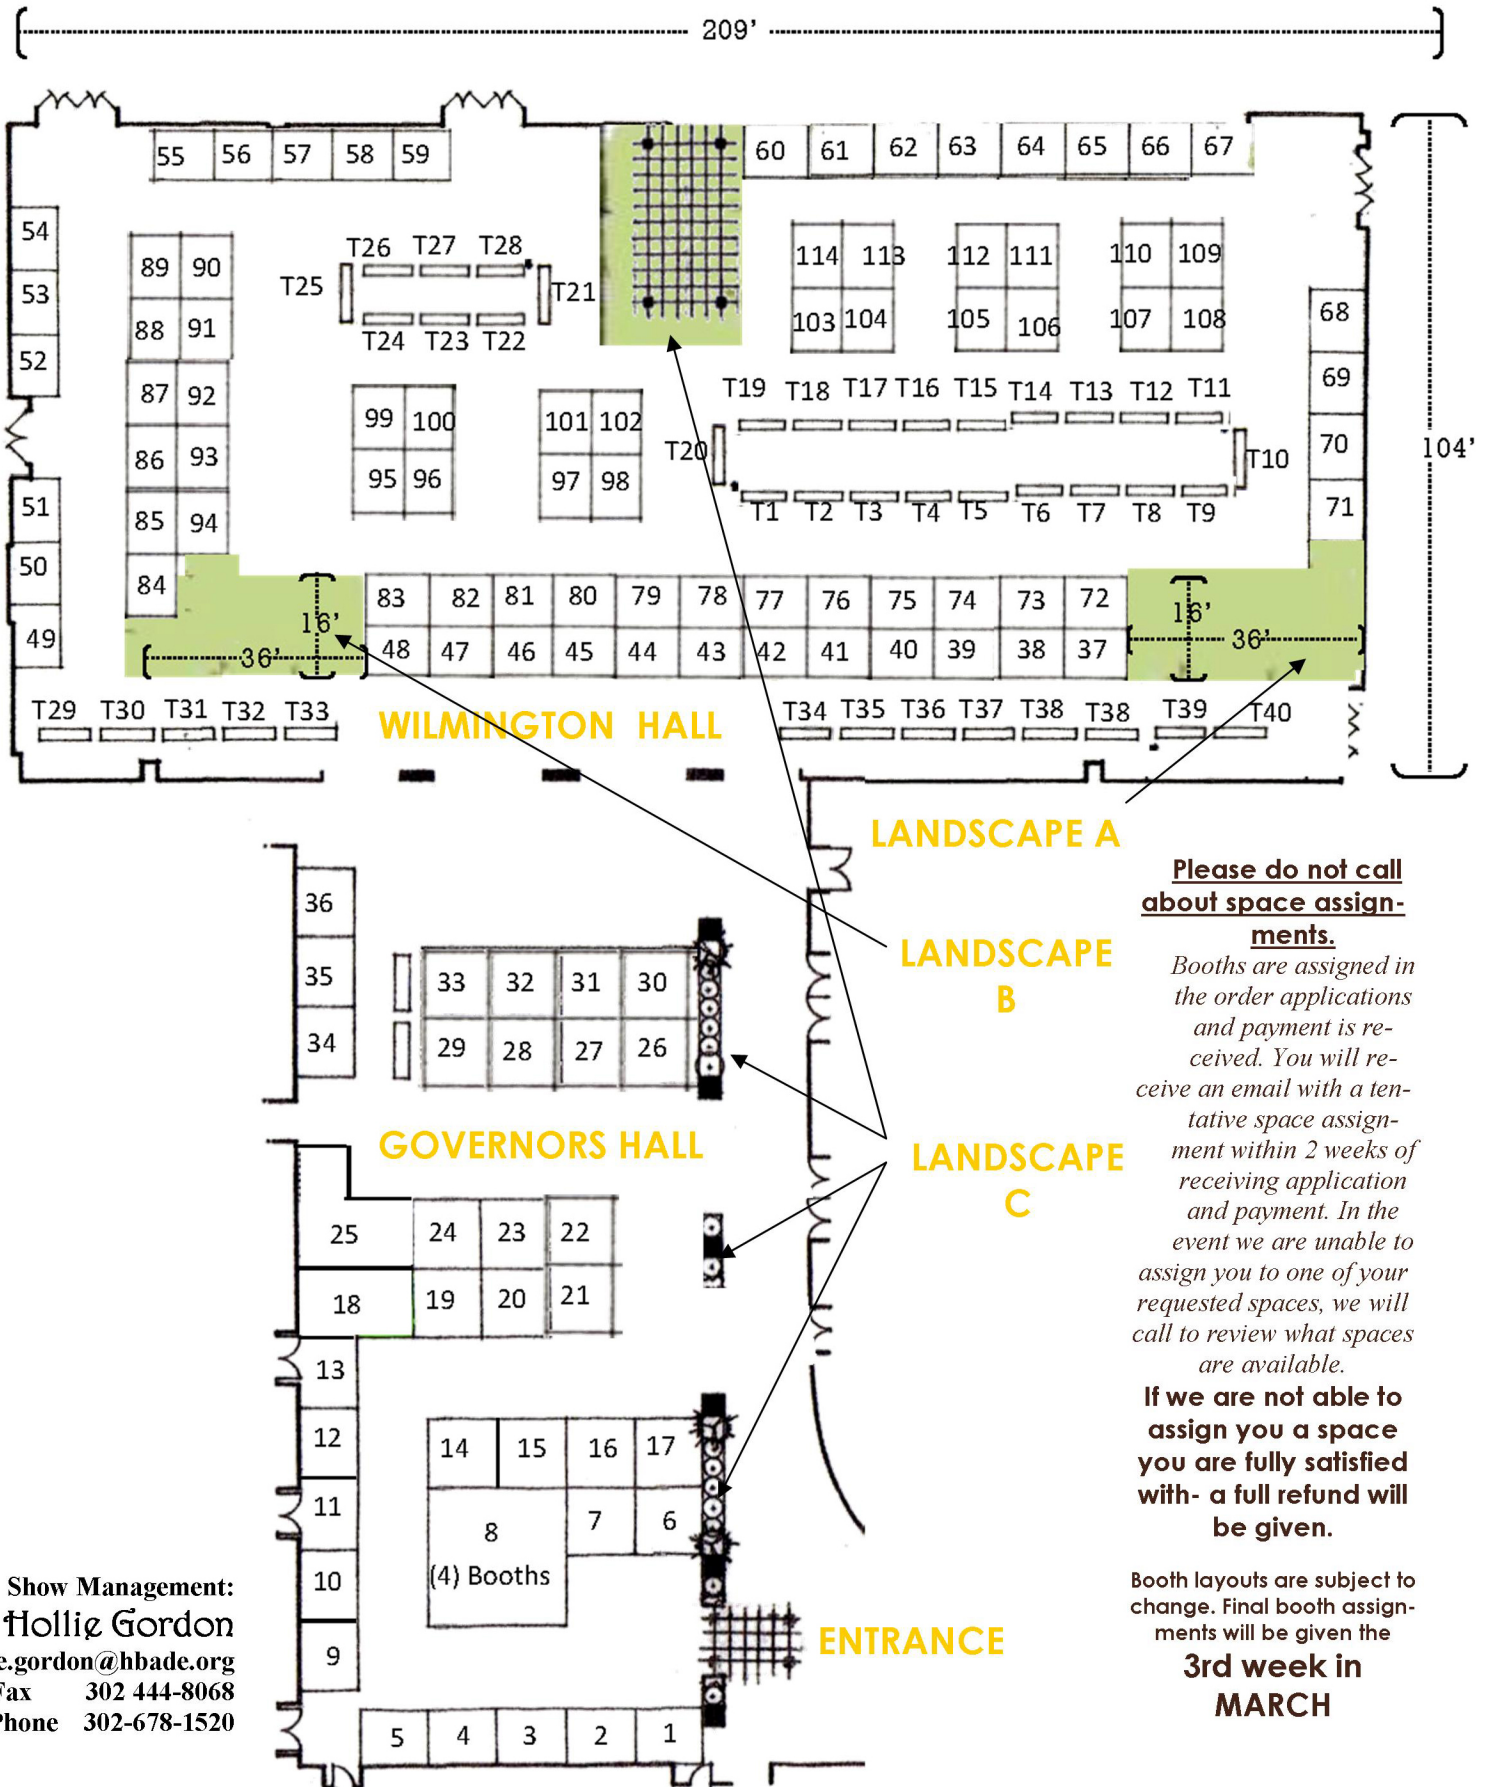 209'
55 56 57 58 59 60 61 62 63 64 65 66 67
54
53
52
51
50
49
89 90
88 91
87 92
86 93
85 94
84
T26 T27 T28
T25 T21
T24 T23 T22
99 100
95 96
101 102
97 98
114 113
103 104
112 111
105 106
110 109
107 108
68
69
70
71
104'
T19 T18 T17 T16 T15 T14 T13 T12 T11
T20 T10
T1 T2 T3 T4 T5 T6 T7 T8 T9
83 82 81 80 79 78 77 76 75 74 73 72
48 47 46 45 44 43 42 41 40 39 38 37
16'
36'
16'
36'
T29 T30 T31 T32 T33
T34 T35 T36 T37 T38 T38 T39 T40
WILMINGTON HALL
LANDSCAPE A
LANDSCAPE
B
LANDSCAPE
C
36
35
34
33 32 31 30
29 28 27 26
GOVERNORS HALL
25 24 23 22
18 19 20 21
13
12
11
10
9
14 15 16 17
8 7 6
(4) Booths
5 4 3 2 1
ENTRANCE
Please do not call
about space assign-
ments.
Booths are assigned in
the order applications
and payment is re-
ceived. You will re-
ceive an email with a ten-
tative space assign-
ment within 2 weeks of
receiving application
and payment. In the
event we are unable to
assign you to one of your
requested spaces, we will
call to review what spaces
are available.
If we are not able to
assign you a space
you are fully satisfied
with- a full refund will
be given.
Booth layouts are subject to
change. Final booth assign-
ments will be given the
3rd week in
MARCH
Show Management:
Hollie Gordon
e.gordon@hbade.org
Fax 302 444-8068
Phone 302-678-1520